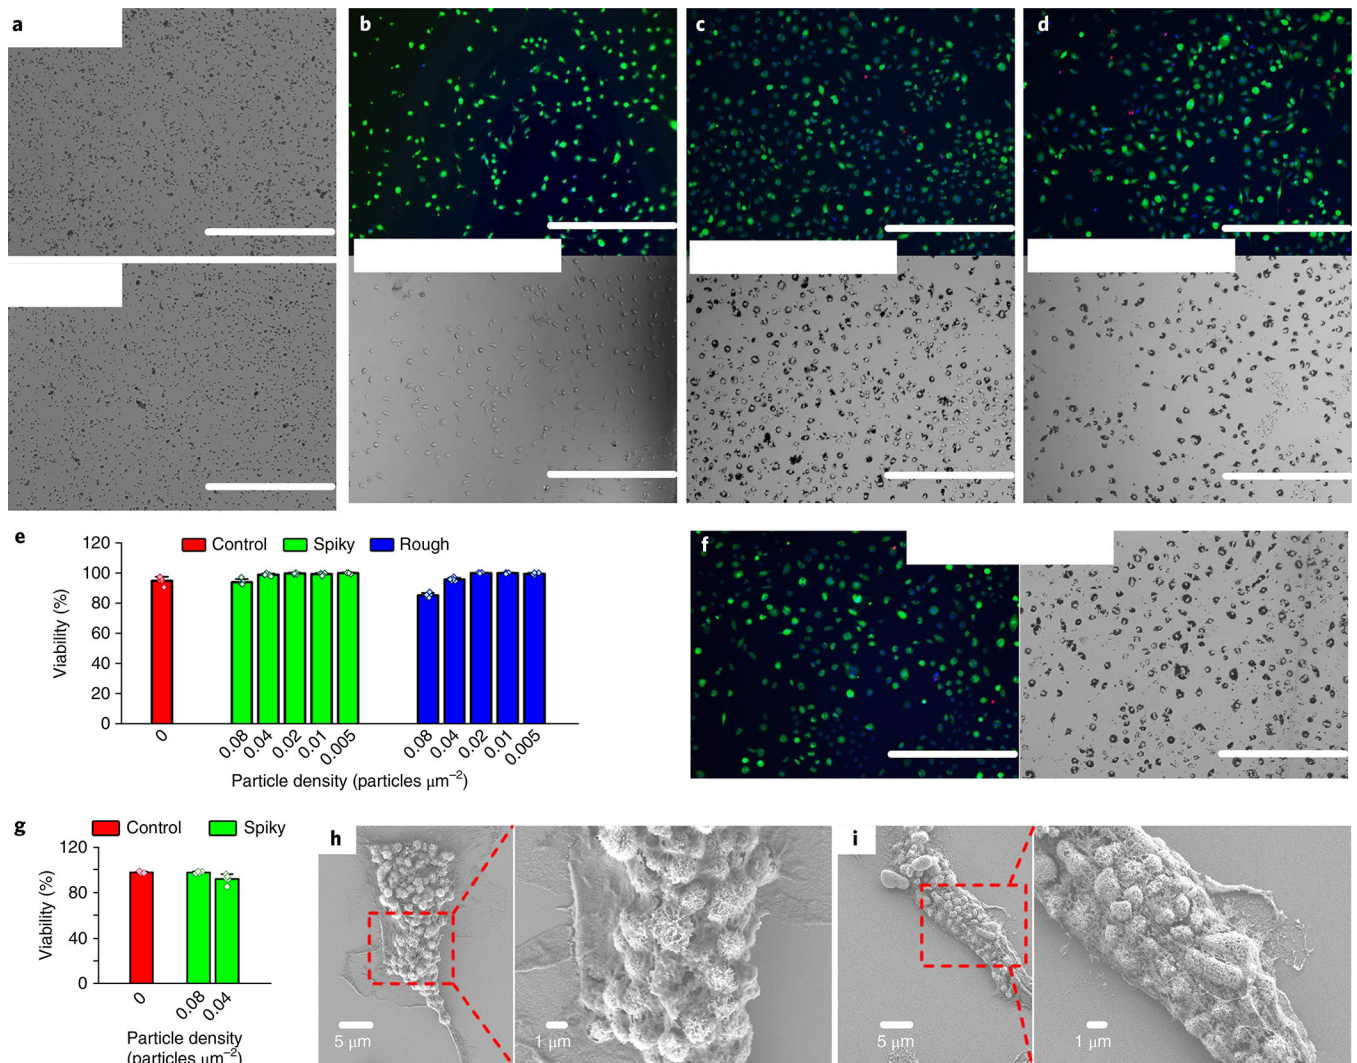 a
b
c
d
e
120
100
80
60
40
20
0
Viability (%)
Control
Spiky
Rough
0
0.08
0.04
0.02
0.01
0.005
0.08
0.04
0.02
0.01
0.005
Particle density (particles μm⁻²)
f
g
Control
Spiky
120
80
40
0
Viability (%)
0
0.08
0.04
Particle density
(particles μm⁻²)
h
5 μm
1 μm
i
5 μm
1 μm